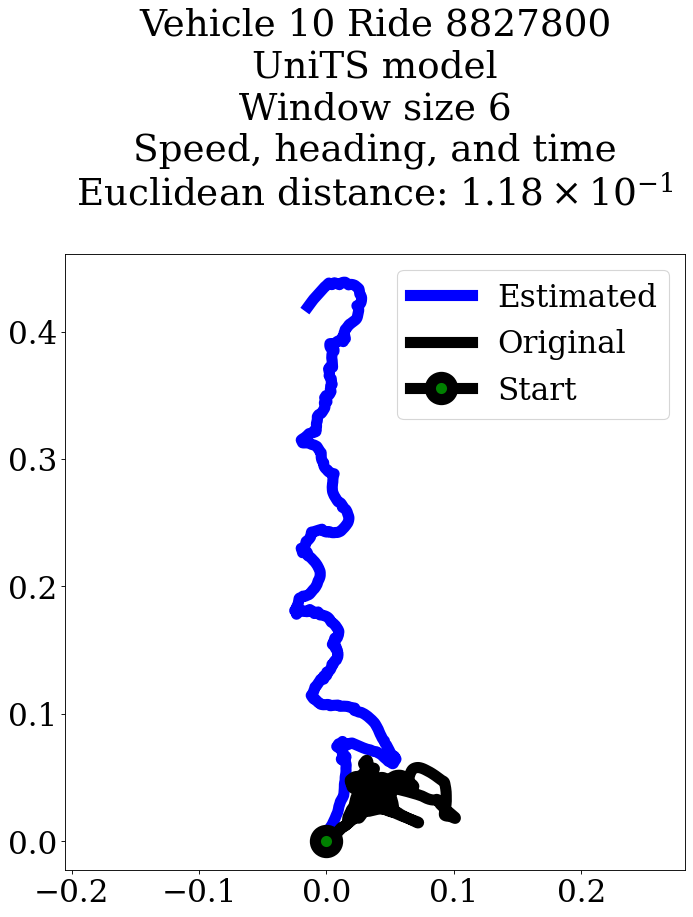 Vehicle 10 Ride 8827800
UniTS model
Window size 6
Speed, heading, and time
Euclidean distance: 1.18 × 10⁻¹
Estimated
Original
Start
0.4
0.3
0.2
0.1
0.0
−0.2 −0.1 0.0 0.1 0.2